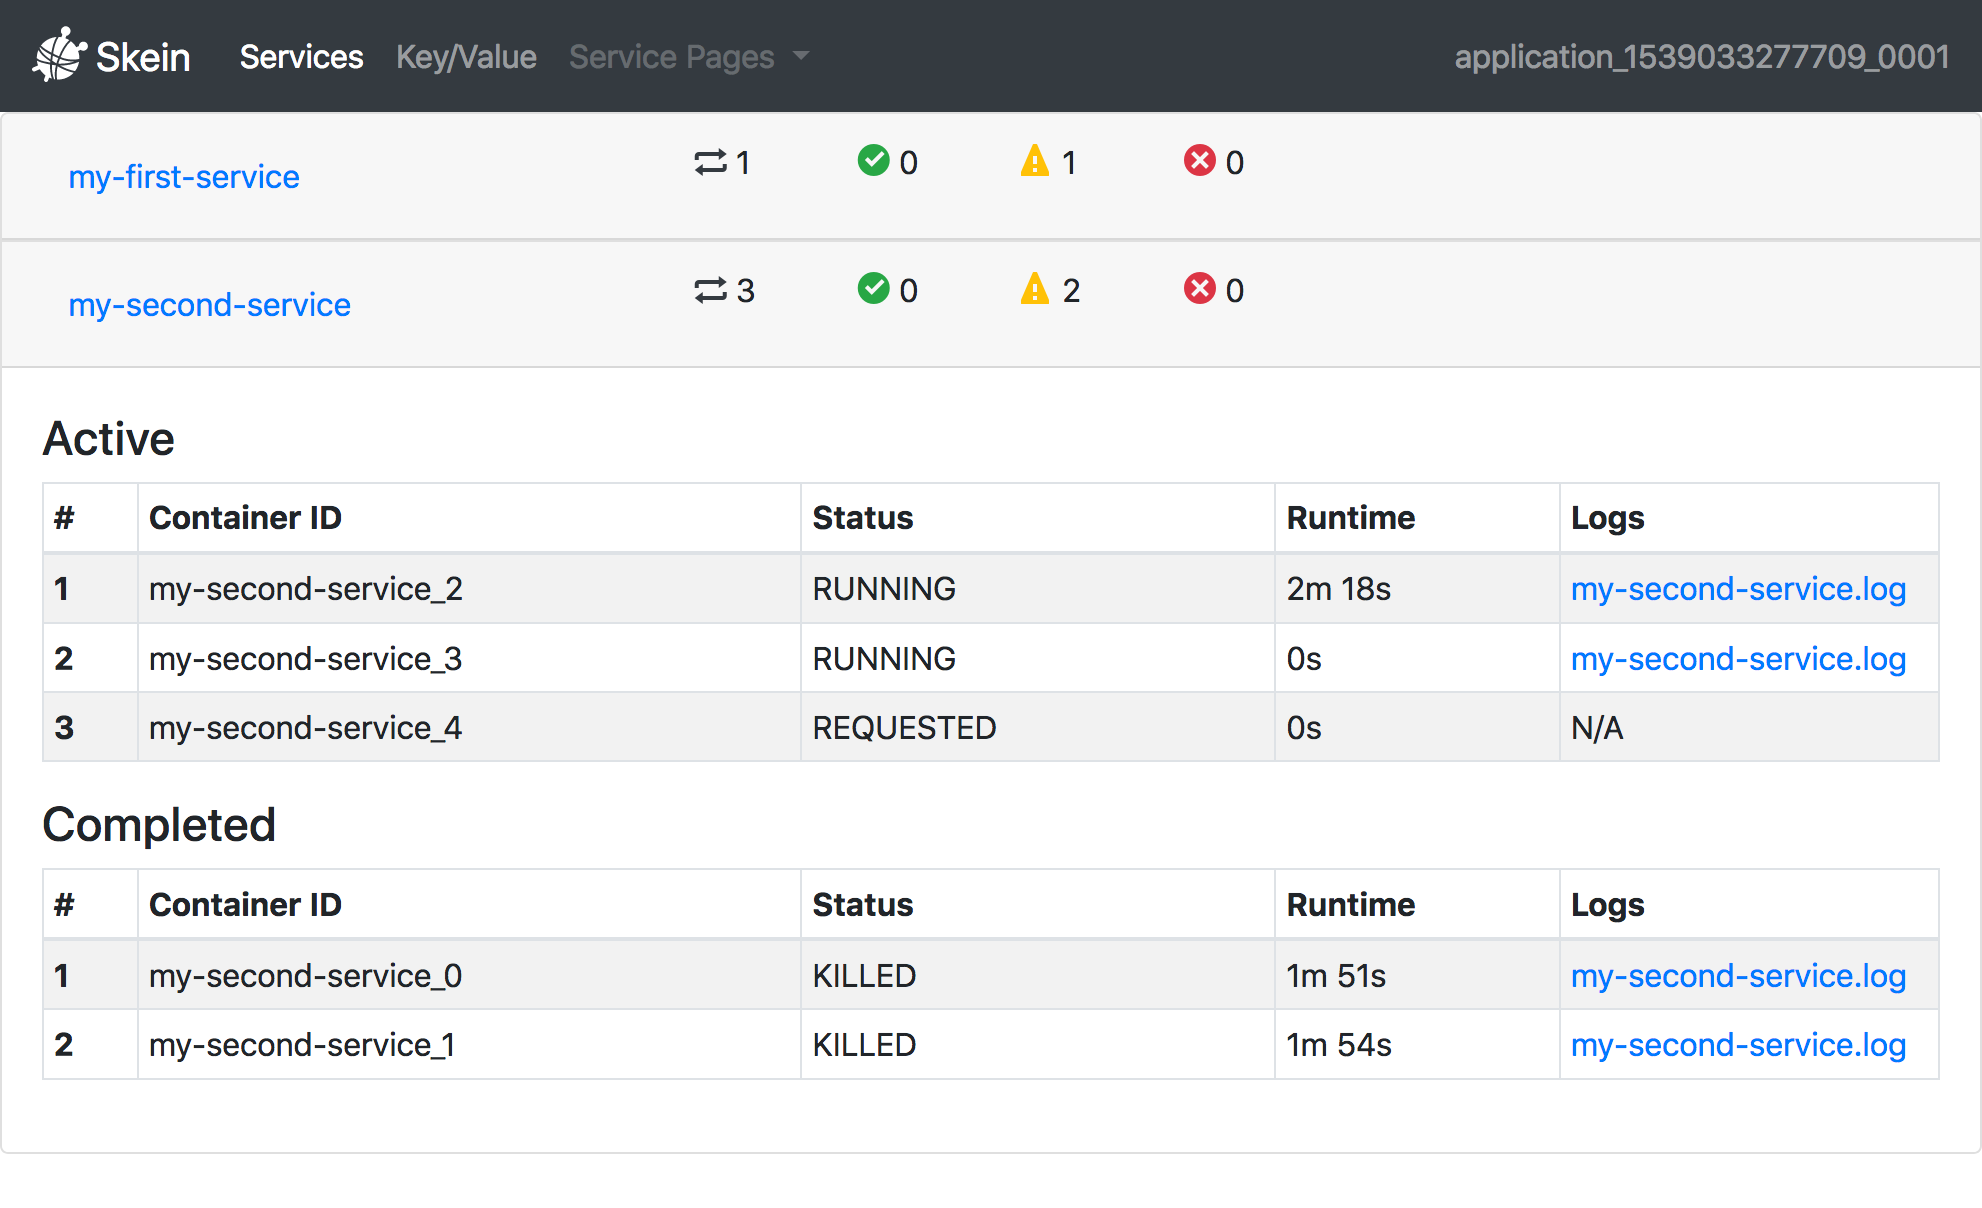 Skein Services Key/Value Service Pages application_1539033277709_0001
my-first-service 1 0 1 0
my-second-service 3 0 2 0
Active
# Container ID Status Runtime Logs
1 my-second-service_2 RUNNING 2m 18s my-second-service.log
2 my-second-service_3 RUNNING 0s my-second-service.log
3 my-second-service_4 REQUESTED 0s N/A
Completed
# Container ID Status Runtime Logs
1 my-second-service_0 KILLED 1m 51s my-second-service.log
2 my-second-service_1 KILLED 1m 54s my-second-service.log